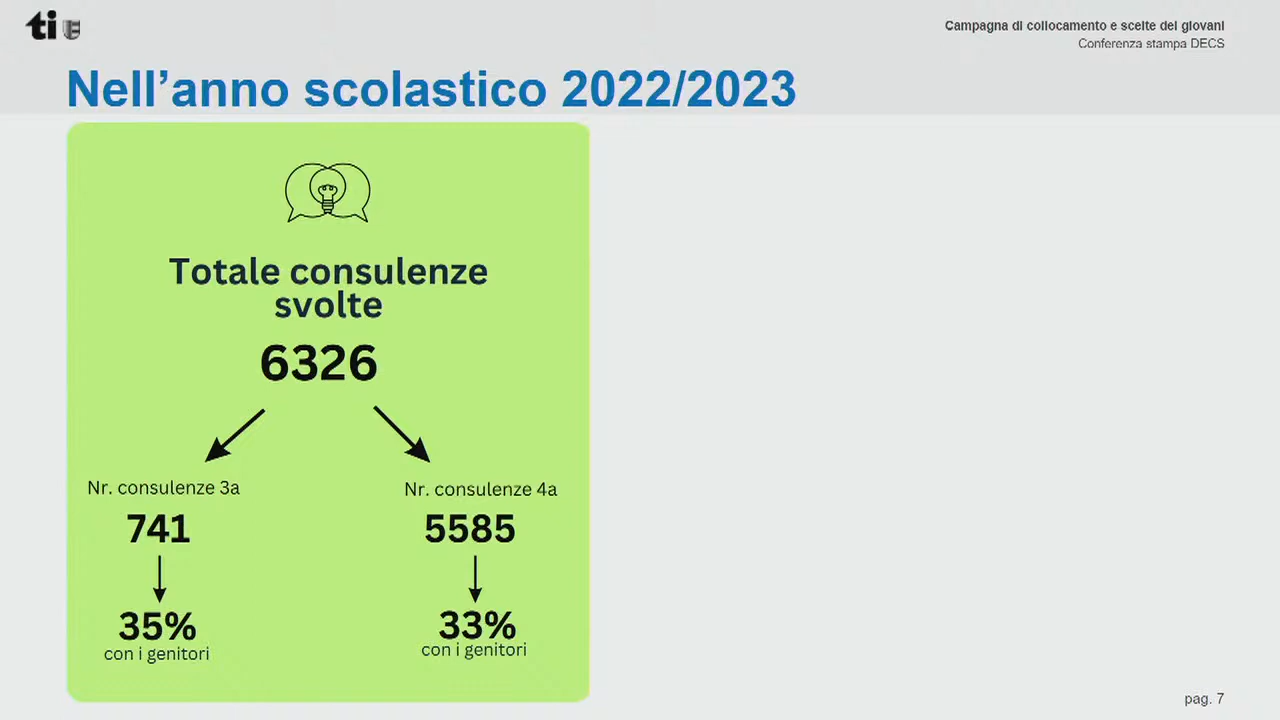 ti
Campagna di collocamento e scelte dei giovani
Conferenza stampa DECS
Nell’anno scolastico 2022/2023
Totale consulenze
svolte
6326
Nr. consulenze 3a
741
35%
con i genitori
Nr. consulenze 4a
5585
33%
con i genitori
pag. 7